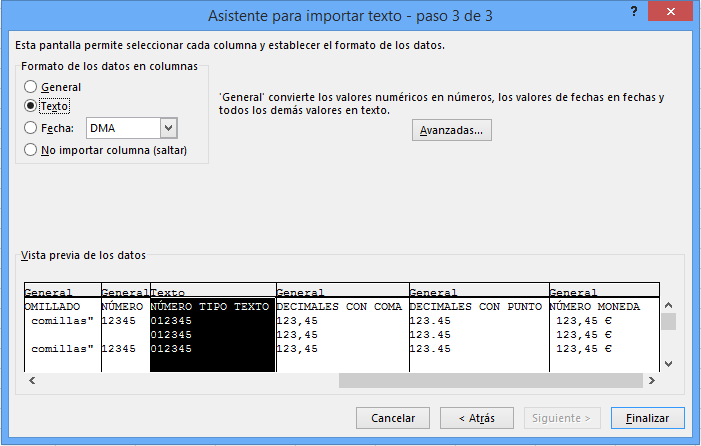 Asistente para importar texto - paso 3 de 3
?
Esta pantalla permite seleccionar cada columna y establecer el formato de los datos.
Formato de los datos en columnas
General
Texto
Fecha: DMA
No importar columna (saltar)
'General' convierte los valores numéricos en números, los valores de fechas en fechas y
todos los demás valores en texto.
Avanzadas...
Vista previa de los datos
General General Texto General General General
OMILLADO NÚMERO NÚMERO TIPO TEXTO DECIMALES CON COMA DECIMALES CON PUNTO NÚMERO MONEDA
comillas" 12345 012345 123,45 123.45 123,45 €
012345 123,45 123.45 123,45 €
comillas" 12345 012345 123,45 123.45 123,45 €
Cancelar < Atrás Siguiente > Finalizar